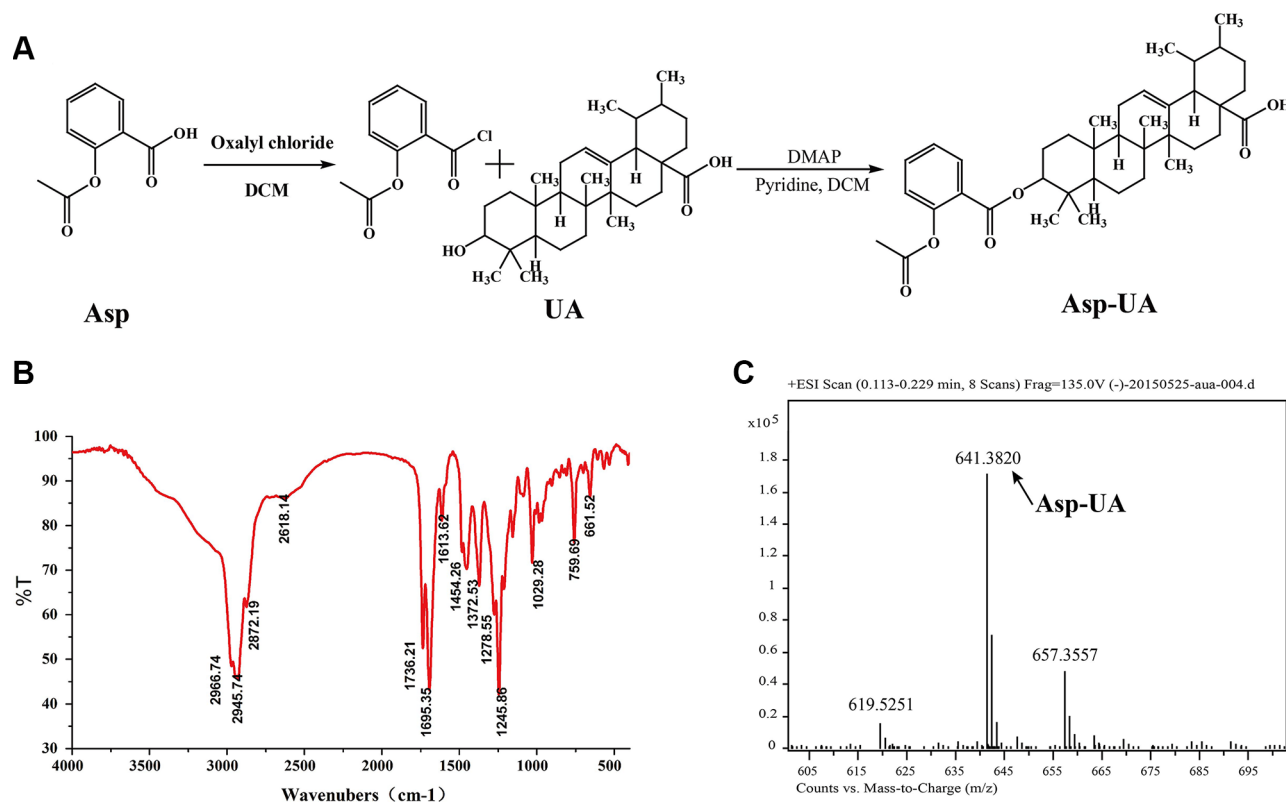 A
OH
O
O
O
Asp
Oxalyl chloride
DCM
Cl
O
O
O
CH₃
H₃C
H
OH
O
CH₃
CH₃
H
CH₃
HO
H
H₃C
CH₃
UA
DMAP
Pyridine, DCM
CH₃
H₃C
H
OH
O
CH₃
CH₃
H
CH₃
O
H
H₃C
CH₃
O
O
O
Asp-UA
B
100
90
80
70
60
50
40
30
%T
2966.74
2945.74
2872.19
2618.14
1736.21
1695.35
1613.62
1454.26
1372.53
1278.55
1245.86
1029.28
759.69
661.52
4000
3500
3000
2500
2000
1500
1000
500
Wavenubers（cm-1）
C
+ESI Scan (0.113-0.229 min, 8 Scans) Frag=135.0V (-)-20150525-aua-004.d
x10⁵
1.8
1.6
1.4
1.2
1
0.8
0.6
0.4
0.2
0
641.3820
Asp-UA
657.3557
619.5251
605 615 625 635 645 655 665 675 685 695
Counts vs. Mass-to-Charge (m/z)